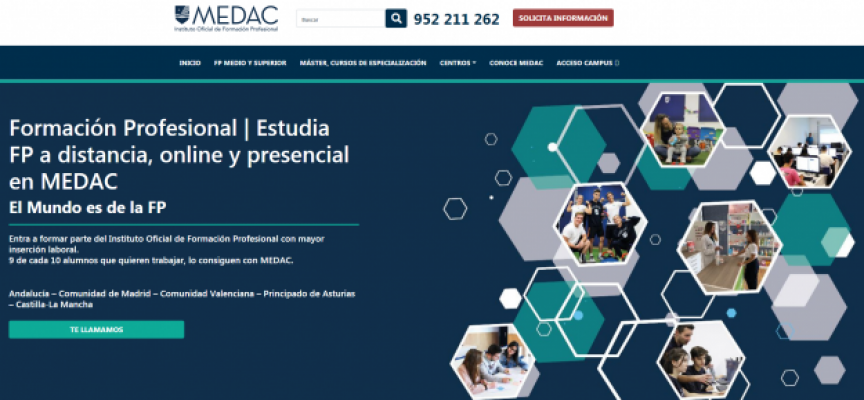 MEDAC
Instituto Oficial de Formación Profesional
Buscar
952 211 262
SOLICITA INFORMACIÓN
INICIO
FP MEDIO Y SUPERIOR
MÁSTER, CURSOS DE ESPECIALIZACIÓN
CENTROS
CONOCE MEDAC
ACCESO CAMPUS
Formación Profesional | Estudia
FP a distancia, online y presencial
en MEDAC
El Mundo es de la FP
Entra a formar parte del Instituto Oficial de Formación Profesional con mayor
inserción laboral.
9 de cada 10 alumnos que quieren trabajar, lo consiguen con MEDAC.
Andalucía – Comunidad de Madrid – Comunidad Valenciana – Principado de Asturias
– Castilla-La Mancha
TE LLAMAMOS